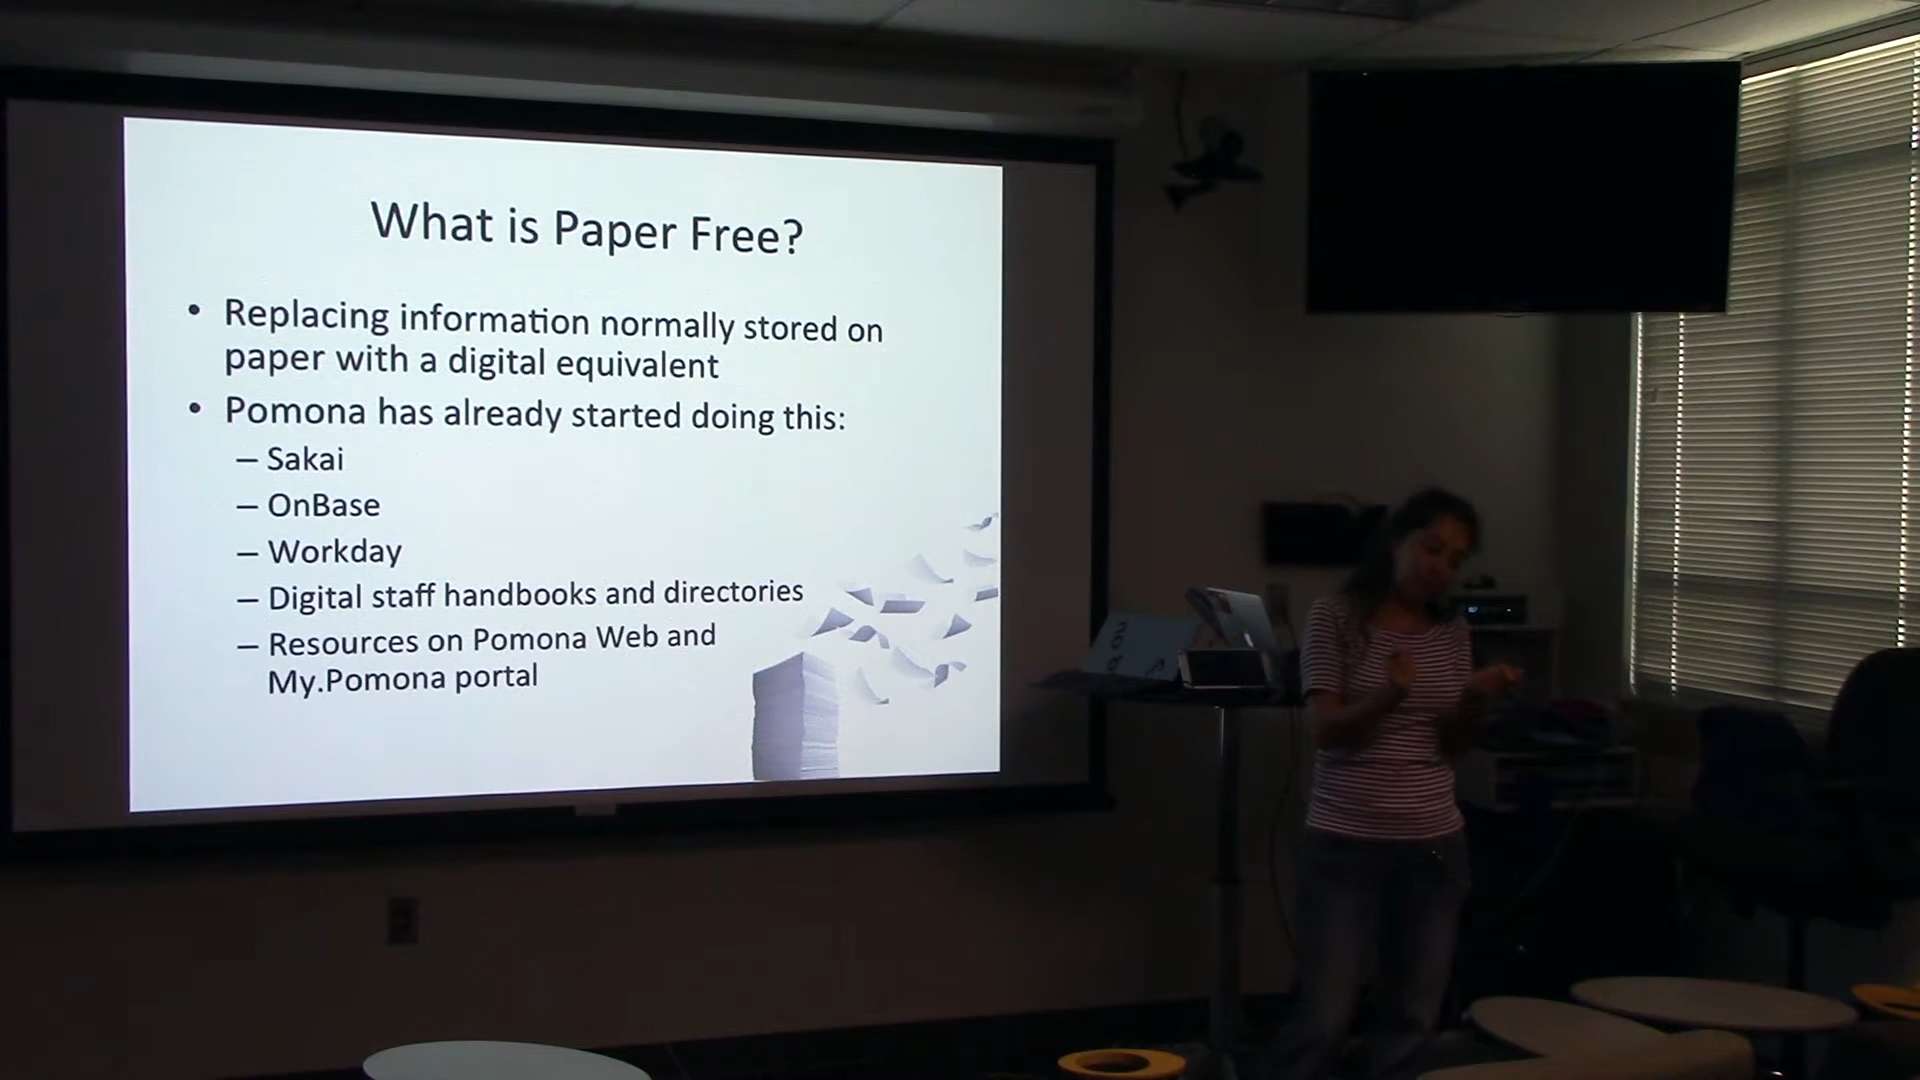 What is Paper Free?
• Replacing information normally stored on
paper with a digital equivalent
• Pomona has already started doing this:
– Sakai
– OnBase
– Workday
– Digital staff handbooks and directories
– Resources on Pomona Web and
My.Pomona portal